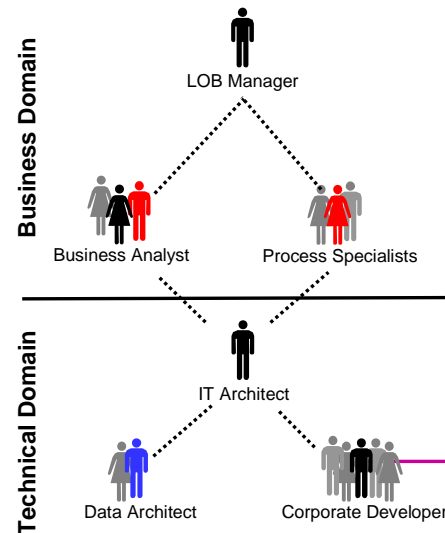 Business Domain
LOB Manager
Business Analyst
Process Specialists
Technical Domain
IT Architect
Data Architect
Corporate Developer